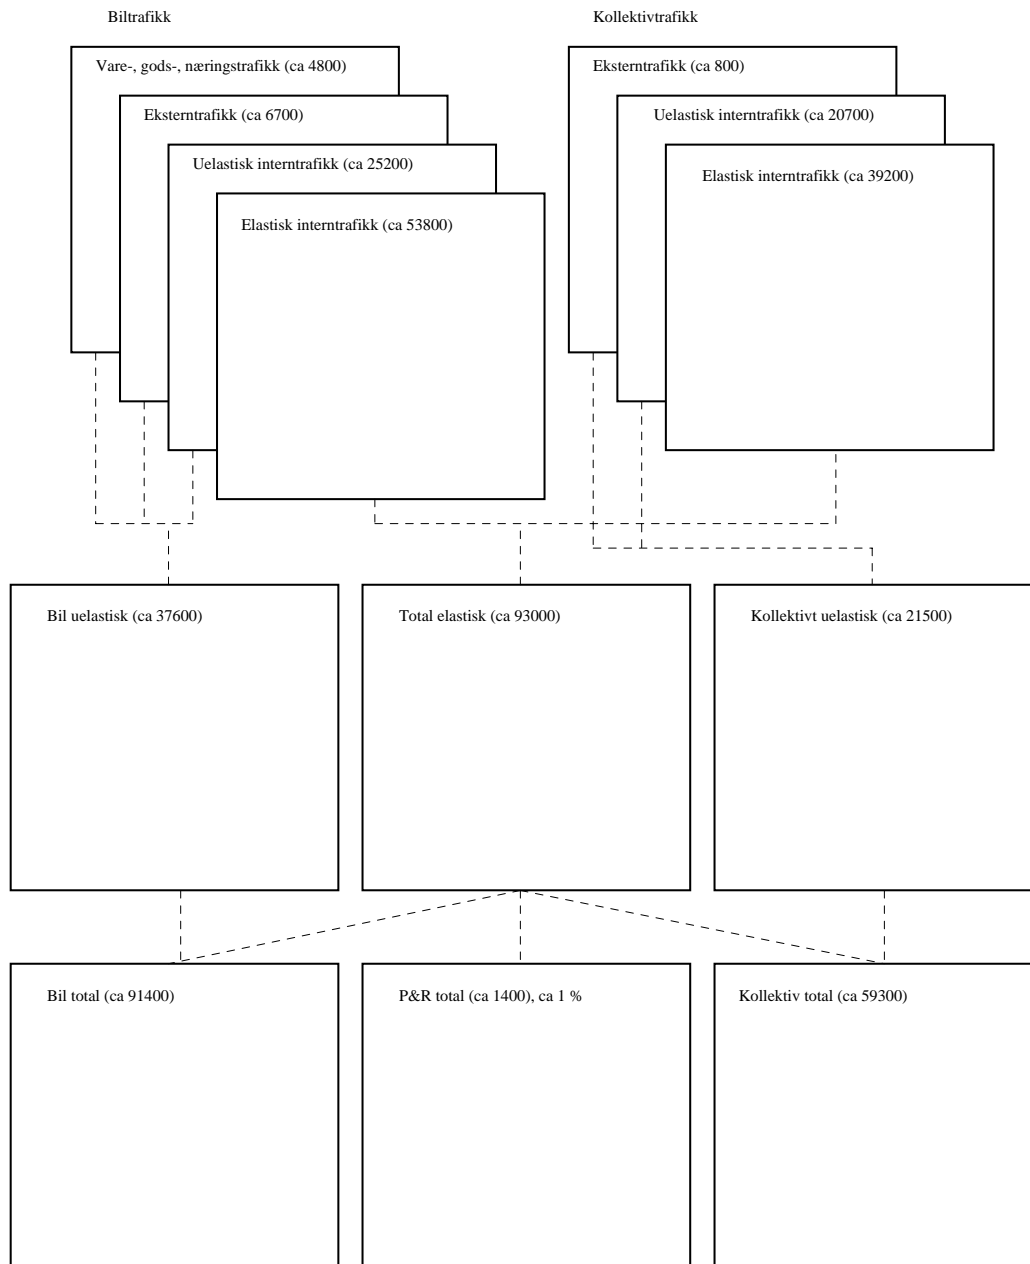 Biltrafikk
Kollektivtrafikk
Vare-, gods-, næringstrafikk (ca 4800)
Eksterntrafikk (ca 6700)
Uelastisk interntrafikk (ca 25200)
Elastisk interntrafikk (ca 53800)
Eksterntrafikk (ca 800)
Uelastisk interntrafikk (ca 20700)
Elastisk interntrafikk (ca 39200)
Bil uelastisk (ca 37600)
Total elastisk (ca 93000)
Kollektivt uelastisk (ca 21500)
Bil total (ca 91400)
P&R total (ca 1400), ca 1 %
Kollektiv total (ca 59300)